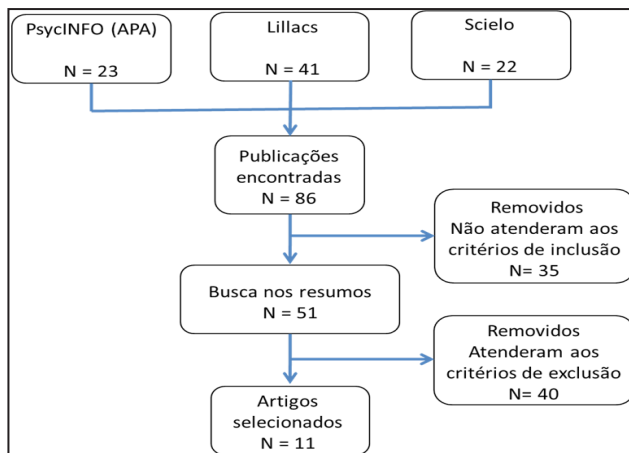 PsycINFO (APA)
N = 23
Lillacs
N = 41
Scielo
N = 22
Publicações
encontradas
N = 86
Removidos
Não atenderam aos
critérios de inclusão
N= 35
Busca nos resumos
N = 51
Removidos
Atenderam aos
critérios de exclusão
N= 40
Artigos
selecionados
N = 11